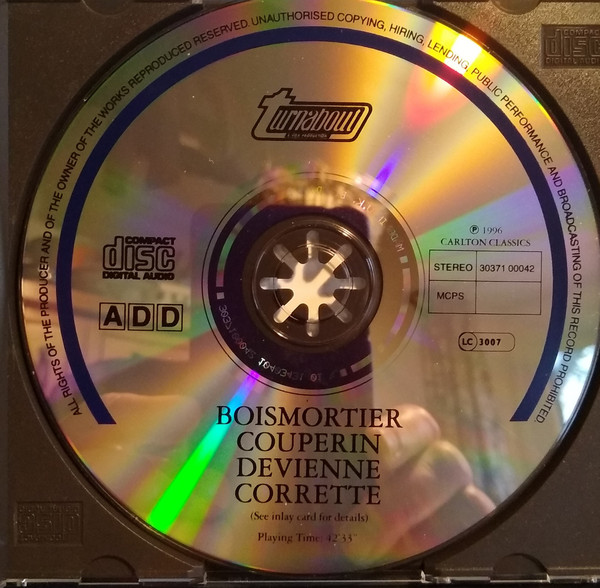 ALL RIGHTS OF THE PRODUCER AND OF THE OWNER OF THE WORKS REPRODUCED RESERVED. UNAUTHORISED COPYING, HIRING, LENDING, PUBLIC PERFORMANCE AND BROADCASTING OF THIS RECORD PROHIBITED.
turnabout
COMPACT
disc
DIGITAL AUDIO
ADD
℗ 1996
CARLTON CLASSICS
STEREO 30371 00042
MCPS
LC 3007
BOISMORTIER
COUPERIN
DEVIENNE
CORRETTE
(See inlay card for details)
Playing Time: 42'33"